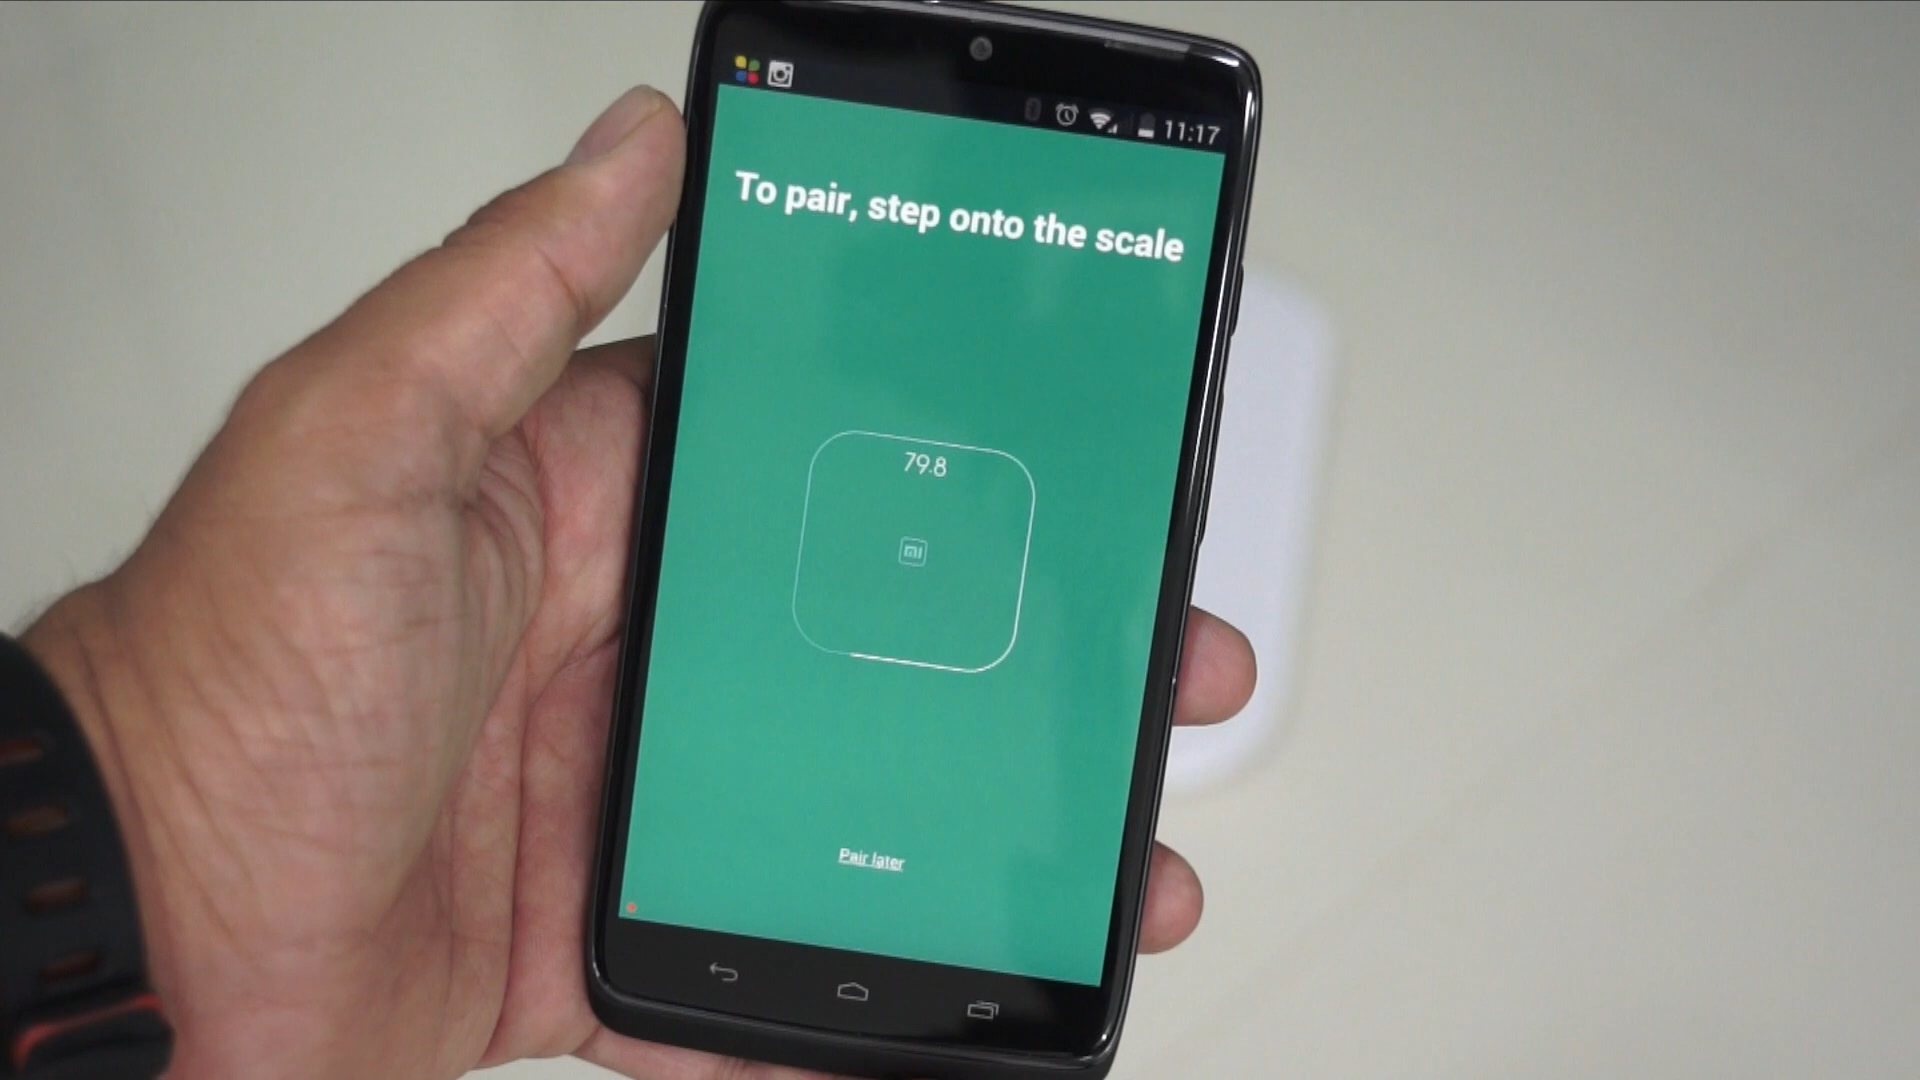 11:17
To pair, step onto the scale
79.8
mi
Pair later